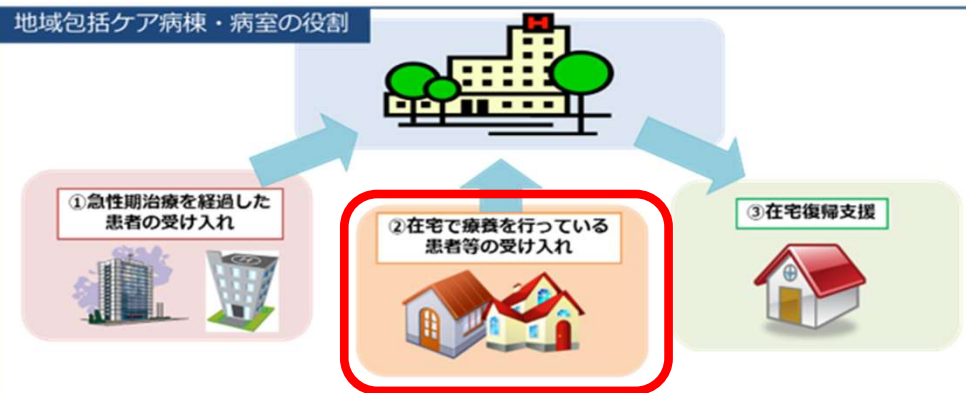 地域包括ケア病棟・病室の役割
H
①急性期治療を経過した
患者の受け入れ
②在宅で療養を行っている
患者等の受け入れ
③在宅復帰支援